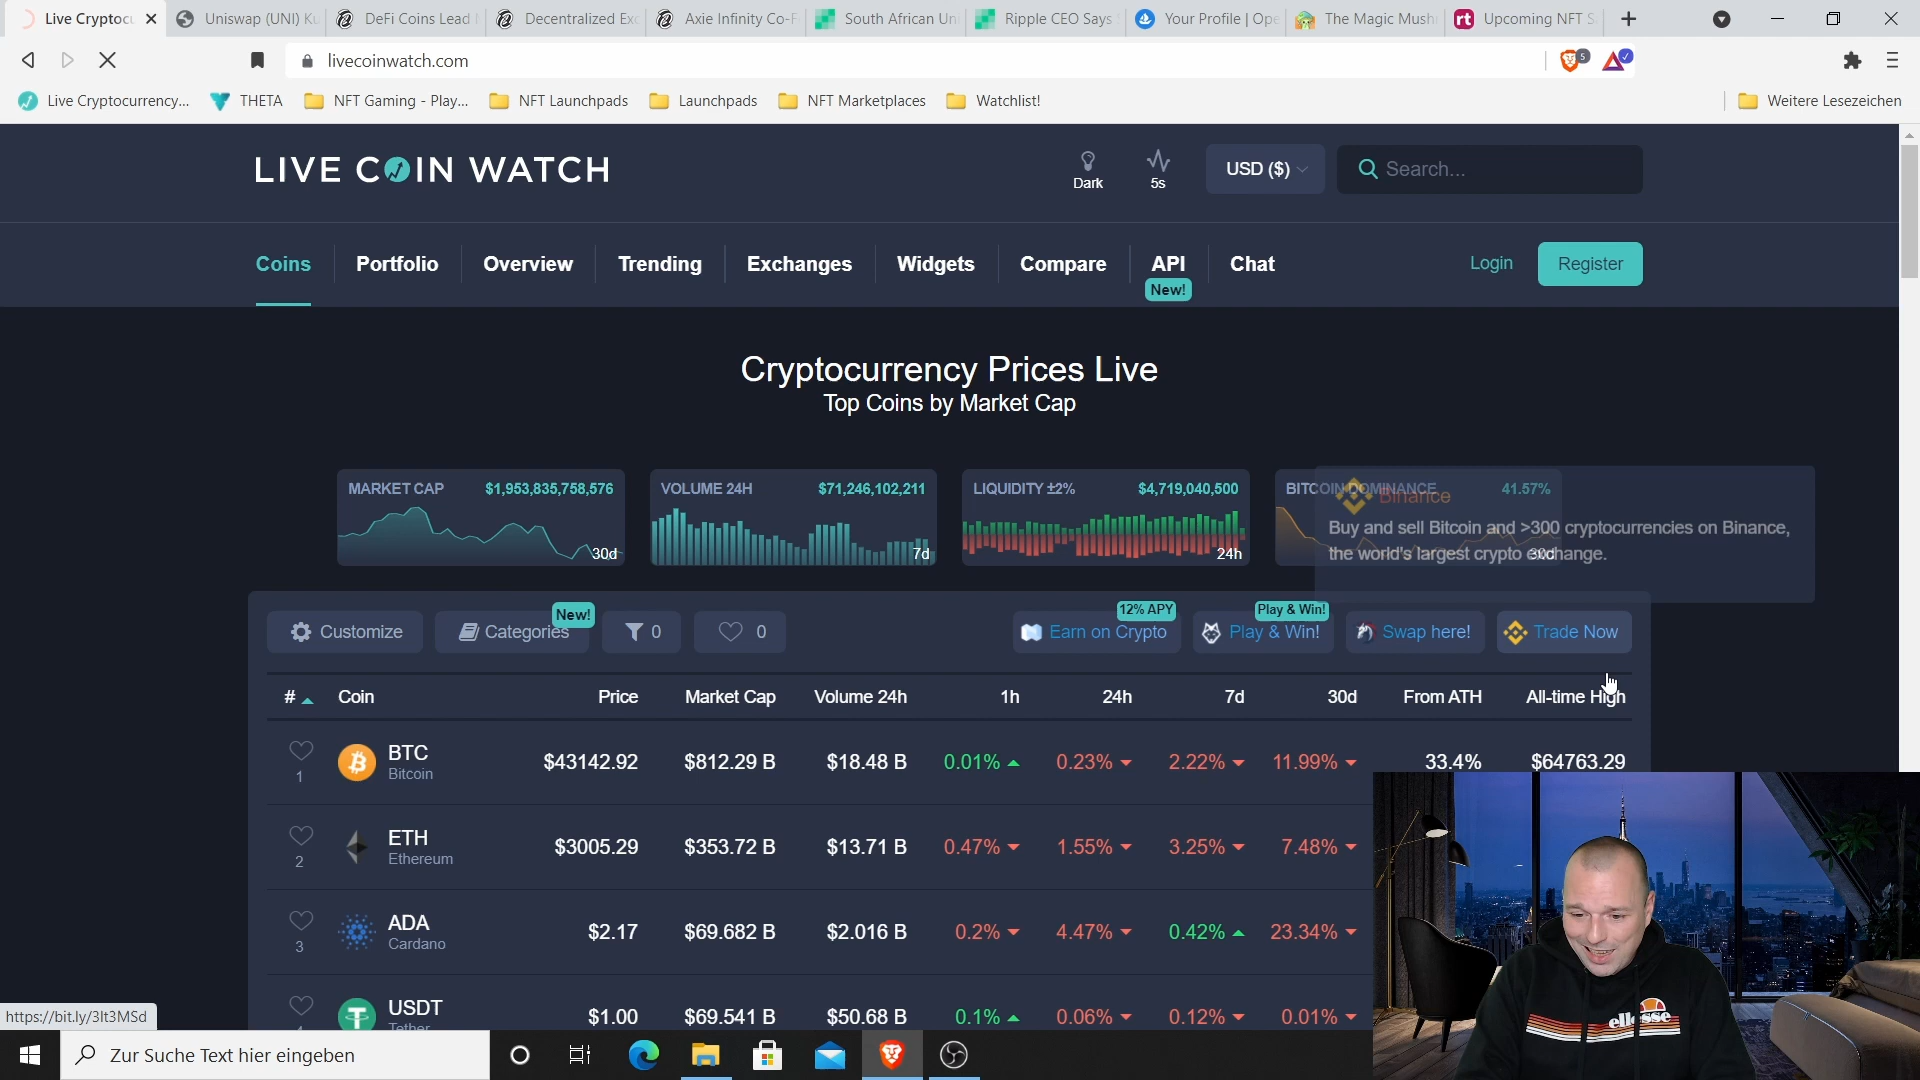 Live Cryptocu
Uniswap (UNI) Ku
DeFi Coins Lead
Decentralized Exc
Axie Infinity Co-F
South African Un
Ripple CEO Says
Your Profile | Ope
The Magic Mush
Upcoming NFT S
livecoinwatch.com
5
Live Cryptocurrency...
THETA
NFT Gaming - Play...
NFT Launchpads
Launchpads
NFT Marketplaces
Watchlist!
Weitere Lesezeichen
LIVE COIN WATCH
Dark
5s
USD ($)
Search...
Coins
Portfolio
Overview
Trending
Exchanges
Widgets
Compare
API
New!
Chat
Login
Register
Cryptocurrency Prices Live
Top Coins by Market Cap
MARKET CAP $1,953,835,758,576
30d
VOLUME 24H $71,246,102,211
7d
LIQUIDITY ±2% $4,719,040,500
24h
BITCOIN DOMINANCE 41.57%
30d
Binance
Buy and sell Bitcoin and >300 cryptocurrencies on Binance,
the world's largest crypto exchange.
Customize
Categories
New!
0
0
12% APY
Earn on Crypto
Play & Win!
Play & Win!
Swap here!
Trade Now
# Coin Price Market Cap Volume 24h 1h 24h 7d 30d From ATH All-time High
1 BTC Bitcoin $43142.92 $812.29 B $18.48 B 0.01% 0.23% 2.22% 11.99% 33.4% $64763.29
2 ETH Ethereum $3005.29 $353.72 B $13.71 B 0.47% 1.55% 3.25% 7.48%
3 ADA Cardano $2.17 $69.682 B $2.016 B 0.2% 4.47% 0.42% 23.34%
USDT Tether $1.00 $69.541 B $50.68 B 0.1% 0.06% 0.12% 0.01%
https://bit.ly/3It3MSd
ellesse
Zur Suche Text hier eingeben